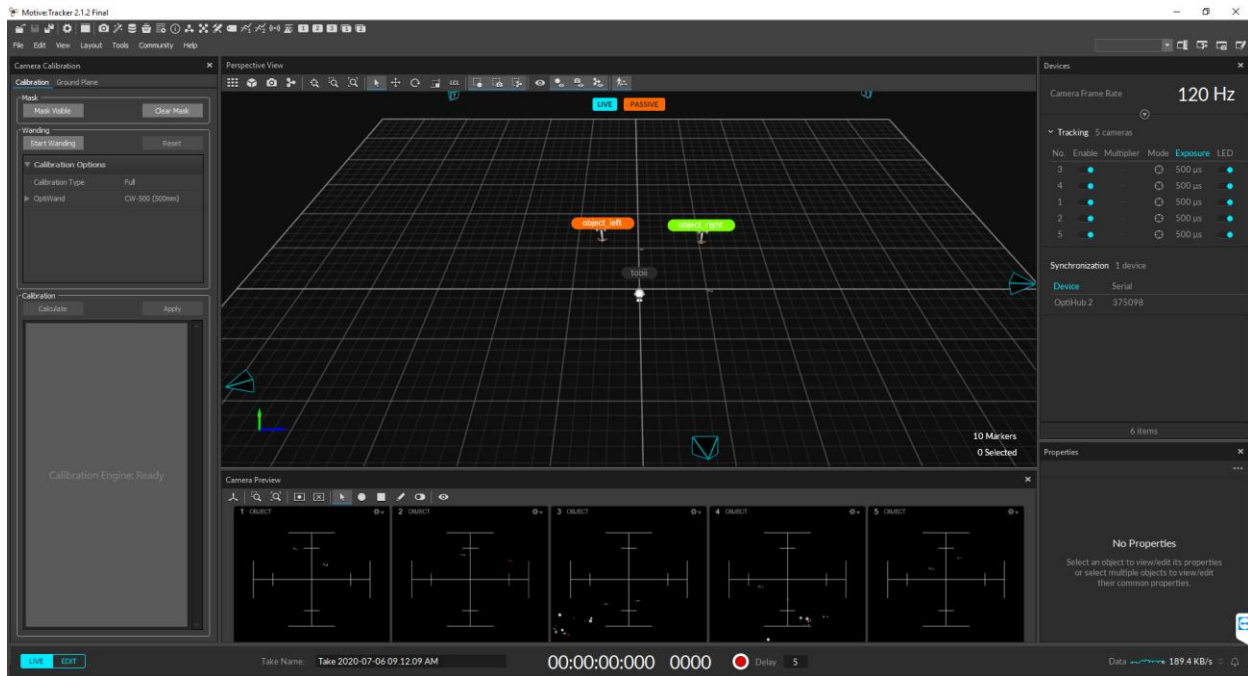 Motive:Tracker 2.1.2 Final
File Edit View Layout Tools Community Help
Camera Calibration
Calibration Ground Plane
Mask
Mask Visible Clear Mask
Wanding
Start Wanding Reset
Calibration Options
Calibration Type Full
OptiWand CW-500 (500mm)
Calibration
Calculate Apply
Calibration Engine: Ready
Perspective View
LCL
LIVE PASSIVE
object_left
object_right
tobii
10 Markers
0 Selected
Camera Preview
1 OBJECT
2 OBJECT
3 OBJECT
4 OBJECT
5 OBJECT
Devices
Camera Frame Rate 120 Hz
Tracking 5 cameras
No. Enable Multiplier Mode Exposure LED
3 500 µs
4 500 µs
1 500 µs
2 500 µs
5 500 µs
Synchronization 1 device
Device Serial
OptiHub 2 375098
6 items
Properties
No Properties
Select an object to view/edit its properties
or select multiple objects to view/edit
their common properties.
LIVE EDIT
Take Name: Take 2020-07-06 09.12.09 AM
00:00:00:000 0000 Delay 5
Data 189.4 KB/s